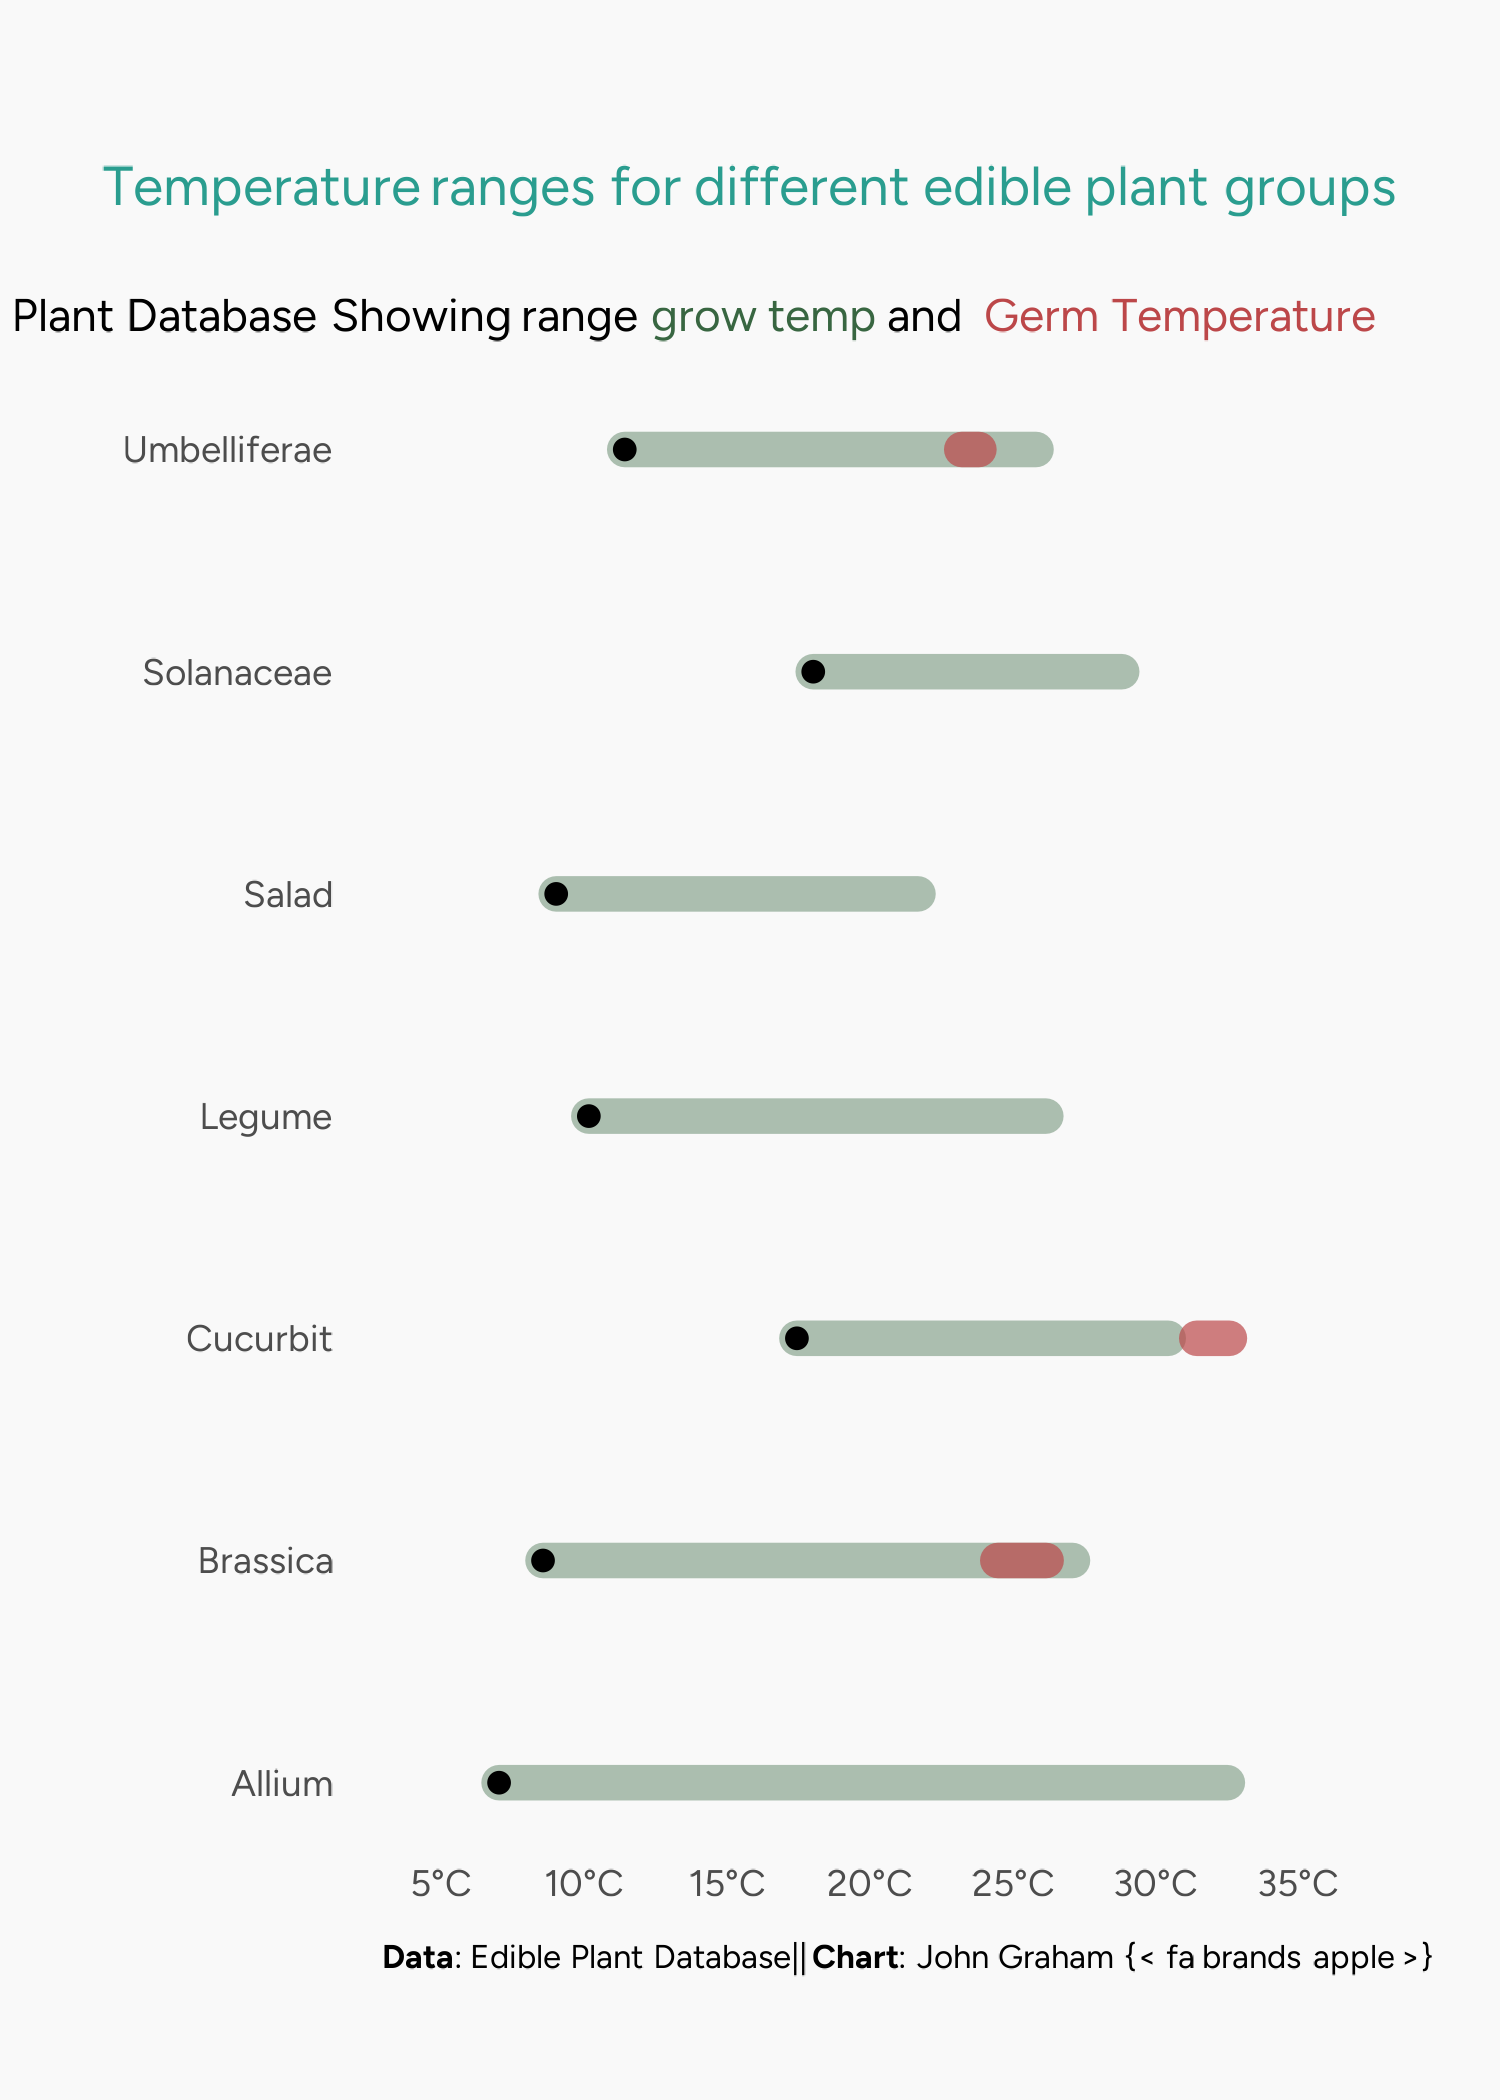 Temperature ranges for different edible plant groups
Plant Database Showing range grow temp and Germ Temperature
Umbelliferae
Solanaceae
Salad
Legume
Cucurbit
Brassica
Allium
5°C 10°C 15°C 20°C 25°C 30°C 35°C
Data: Edible Plant Database||Chart: John Graham {< fa brands apple >}